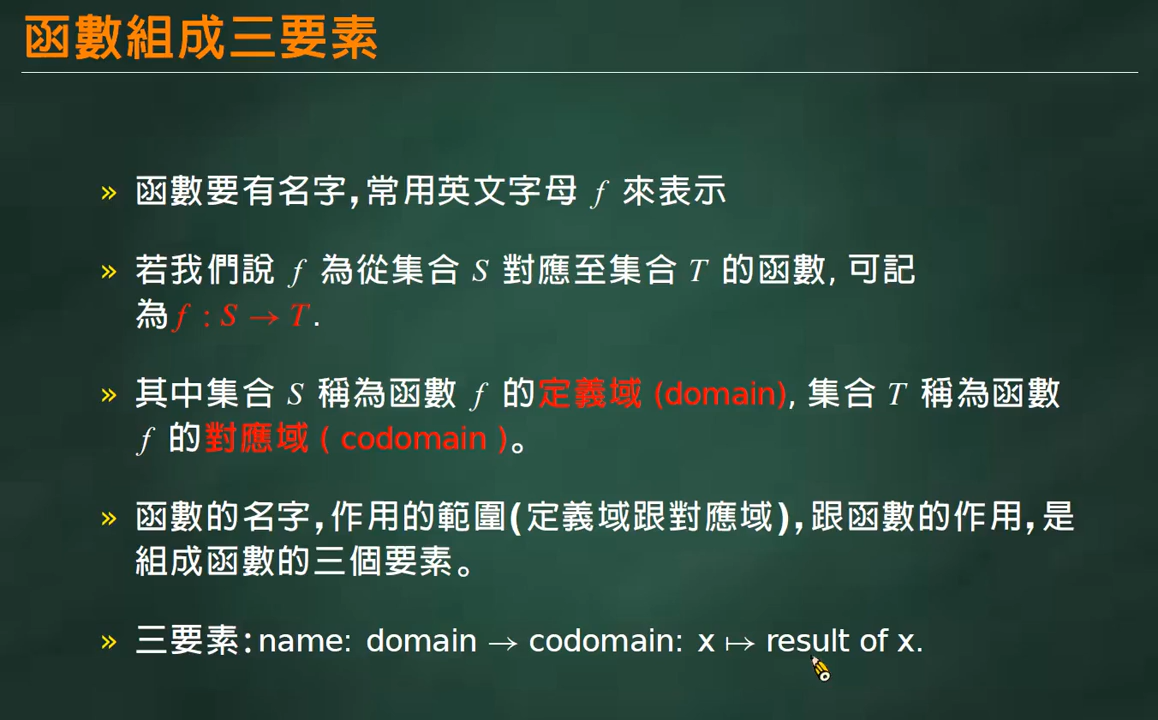 函數組成三要素
» 函數要有名字,常用英文字母 f 來表示
» 若我們說 f 為從集合 S 對應至集合 T 的函數, 可記
為 f : S → T.
» 其中集合 S 稱為函數 f 的定義域 (domain), 集合 T 稱為函數
f 的對應域 ( codomain )。
» 函數的名字,作用的範圍(定義域跟對應域),跟函數的作用,是
組成函數的三個要素。
» 三要素:name: domain → codomain: x ↦ result of x.